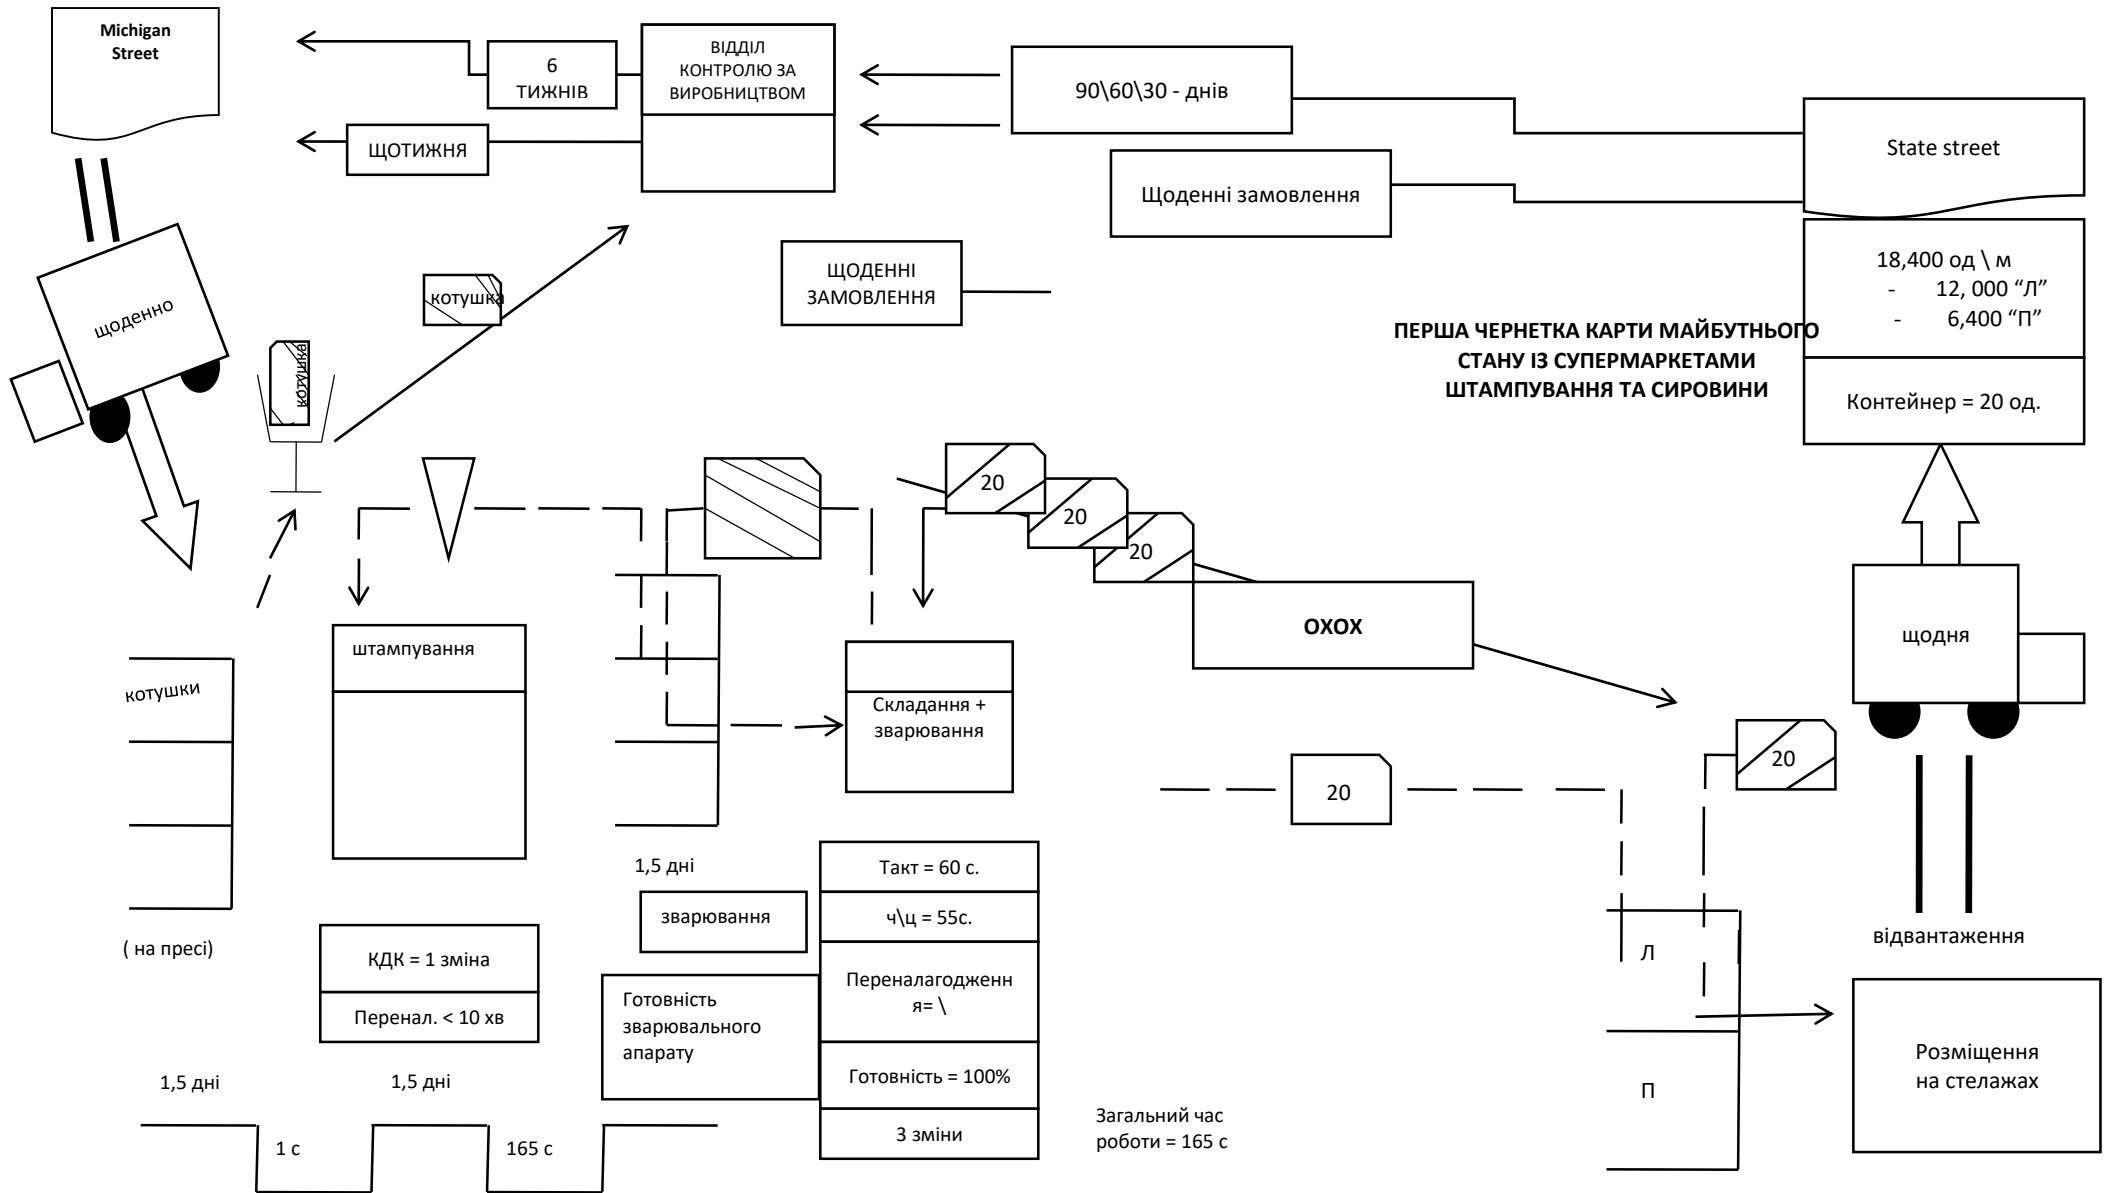 Michigan
Street
6
ТИЖНІВ
ВІДДІЛ
КОНТРОЛЮ ЗА
ВИРОБНИЦТВОМ
90\60\30 - днів
ЩОТИЖНЯ
State street
Щоденні замовлення
18,400 од \ м
- 12, 000 “Л”
- 6,400 “П”
ЩОДЕННІ
ЗАМОВЛЕННЯ
котушка
щоденно
котушка
ПЕРША ЧЕРНЕТКА КАРТИ МАЙБУТНЬОГО
СТАНУ ІЗ СУПЕРМАРКЕТАМИ
ШТАМПУВАННЯ ТА СИРОВИНИ
Контейнер = 20 од.
20
20
20
OXOX
щодня
штампування
котушки
Складання +
зварювання
20
20
1,5 дні
Такт = 60 с.
зварювання
ч\ц = 55с.
( на пресі)
КДК = 1 зміна
Перенал. < 10 хв
Готовність
зварювального
апарату
Переналагодженн
я= \
Готовність = 100%
3 зміни
Л
П
відвантаження
Розміщення
на стелажах
1,5 дні
1,5 дні
1 с
165 с
Загальний час
роботи = 165 с